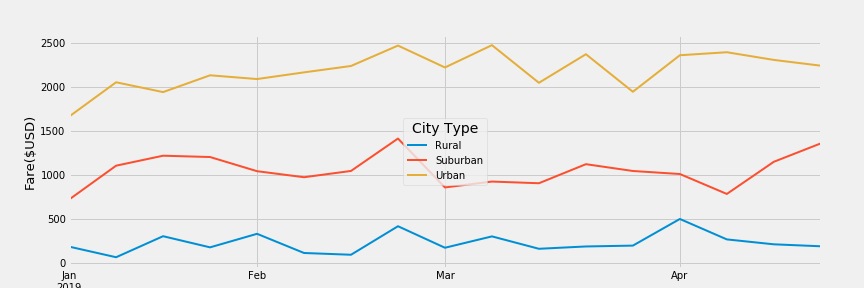 2500
2000
1500
1000
500
0
Fare($USD)
City Type
Rural
Suburban
Urban
Jan
2019
Feb
Mar
Apr